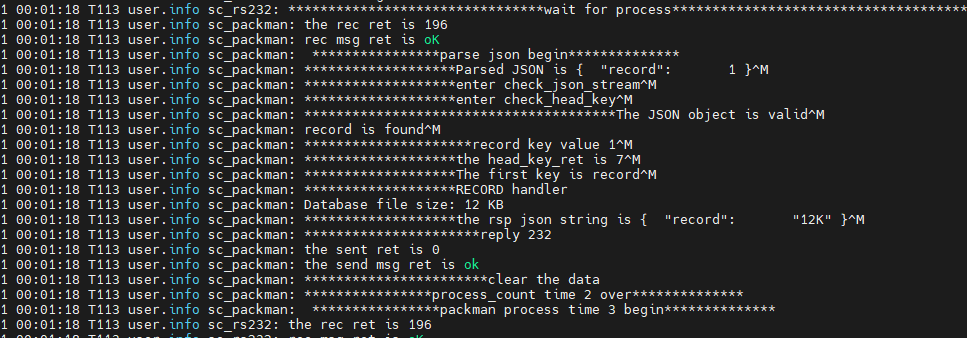 1 00:01:18 T113 user.info sc_rs232: ********************************wait for process*************************************
1 00:01:18 T113 user.info sc_packman: the rec ret is 196
1 00:01:18 T113 user.info sc_packman: rec msg ret is oK
1 00:01:18 T113 user.info sc_packman:  ****************parse json begin**************
1 00:01:18 T113 user.info sc_packman: *******************Parsed JSON is {  "record":       1 }^M
1 00:01:18 T113 user.info sc_packman: *******************enter check_json_stream^M
1 00:01:18 T113 user.info sc_packman: *******************enter check_head_key^M
1 00:01:18 T113 user.info sc_packman: ***************************************The JSON object is valid^M
1 00:01:18 T113 user.info sc_packman: record is found^M
1 00:01:18 T113 user.info sc_packman: *********************record key value 1^M
1 00:01:18 T113 user.info sc_packman: *******************the head_key_ret is 7^M
1 00:01:18 T113 user.info sc_packman: *******************The first key is record^M
1 00:01:18 T113 user.info sc_packman: *******************RECORD handler
1 00:01:18 T113 user.info sc_packman: Database file size: 12 KB
1 00:01:18 T113 user.info sc_packman: *******************the rsp json string is {  "record":       "12K" }^M
1 00:01:18 T113 user.info sc_packman: **********************reply 232
1 00:01:18 T113 user.info sc_packman: the sent ret is 0
1 00:01:18 T113 user.info sc_packman: the send msg ret is ok
1 00:01:18 T113 user.info sc_packman: ***********************clear the data
1 00:01:18 T113 user.info sc_packman: ****************process_count time 2 over**************
1 00:01:18 T113 user.info sc_packman:  ****************packman process time 3 begin**************
1 00:01:18 T113 user.info sc_rs232: the rec ret is 196
1 00:01:18 T113 user.info sc_rs232: rec msg ret is oK